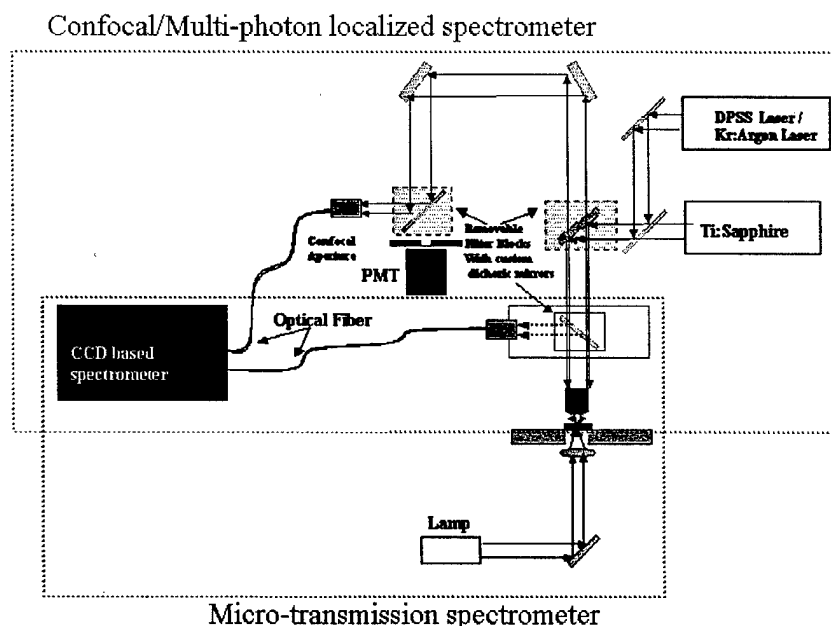 Confocal/Multi-photon localized spectrometer
DPSS Laser /
Kr:Argon Laser
Removable
Filter Blocks
With custom
dichoric mirrors
Ti:Sapphire
Confocal
Aperture
PMT
Optical Fiber
CCD based
spectrometer
Lamp
Micro-transmission spectrometer